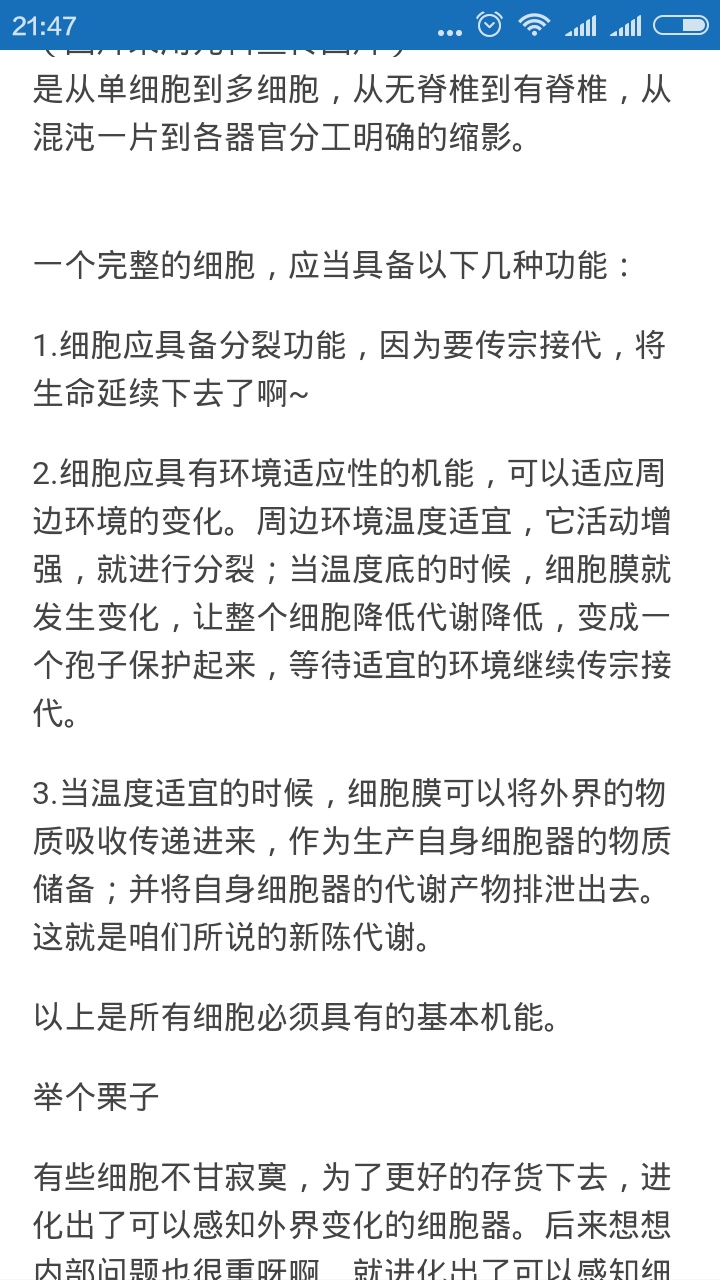 21:47
是从单细胞到多细胞，从无脊椎到有脊椎，从
混沌一片到各器官分工明确的缩影。
一个完整的细胞，应当具备以下几种功能：
1.细胞应具备分裂功能，因为要传宗接代，将
生命延续下去了啊~
2.细胞应具有环境适应性的机能，可以适应周
边环境的变化。周边环境温度适宜，它活动增
强，就进行分裂；当温度底的时候，细胞膜就
发生变化，让整个细胞降低代谢降低，变成一
个孢子保护起来，等待适宜的环境继续传宗接
代。
3.当温度适宜的时候，细胞膜可以将外界的物
质吸收传递进来，作为生产自身细胞器的物质
储备；并将自身细胞器的代谢产物排泄出去。
这就是咱们所说的新陈代谢。
以上是所有细胞必须具有的基本机能。
举个栗子
有些细胞不甘寂寞，为了更好的存货下去，进
化出了可以感知外界变化的细胞器。后来想想
内部问题也很重呀啊，就进化出了可以感知细